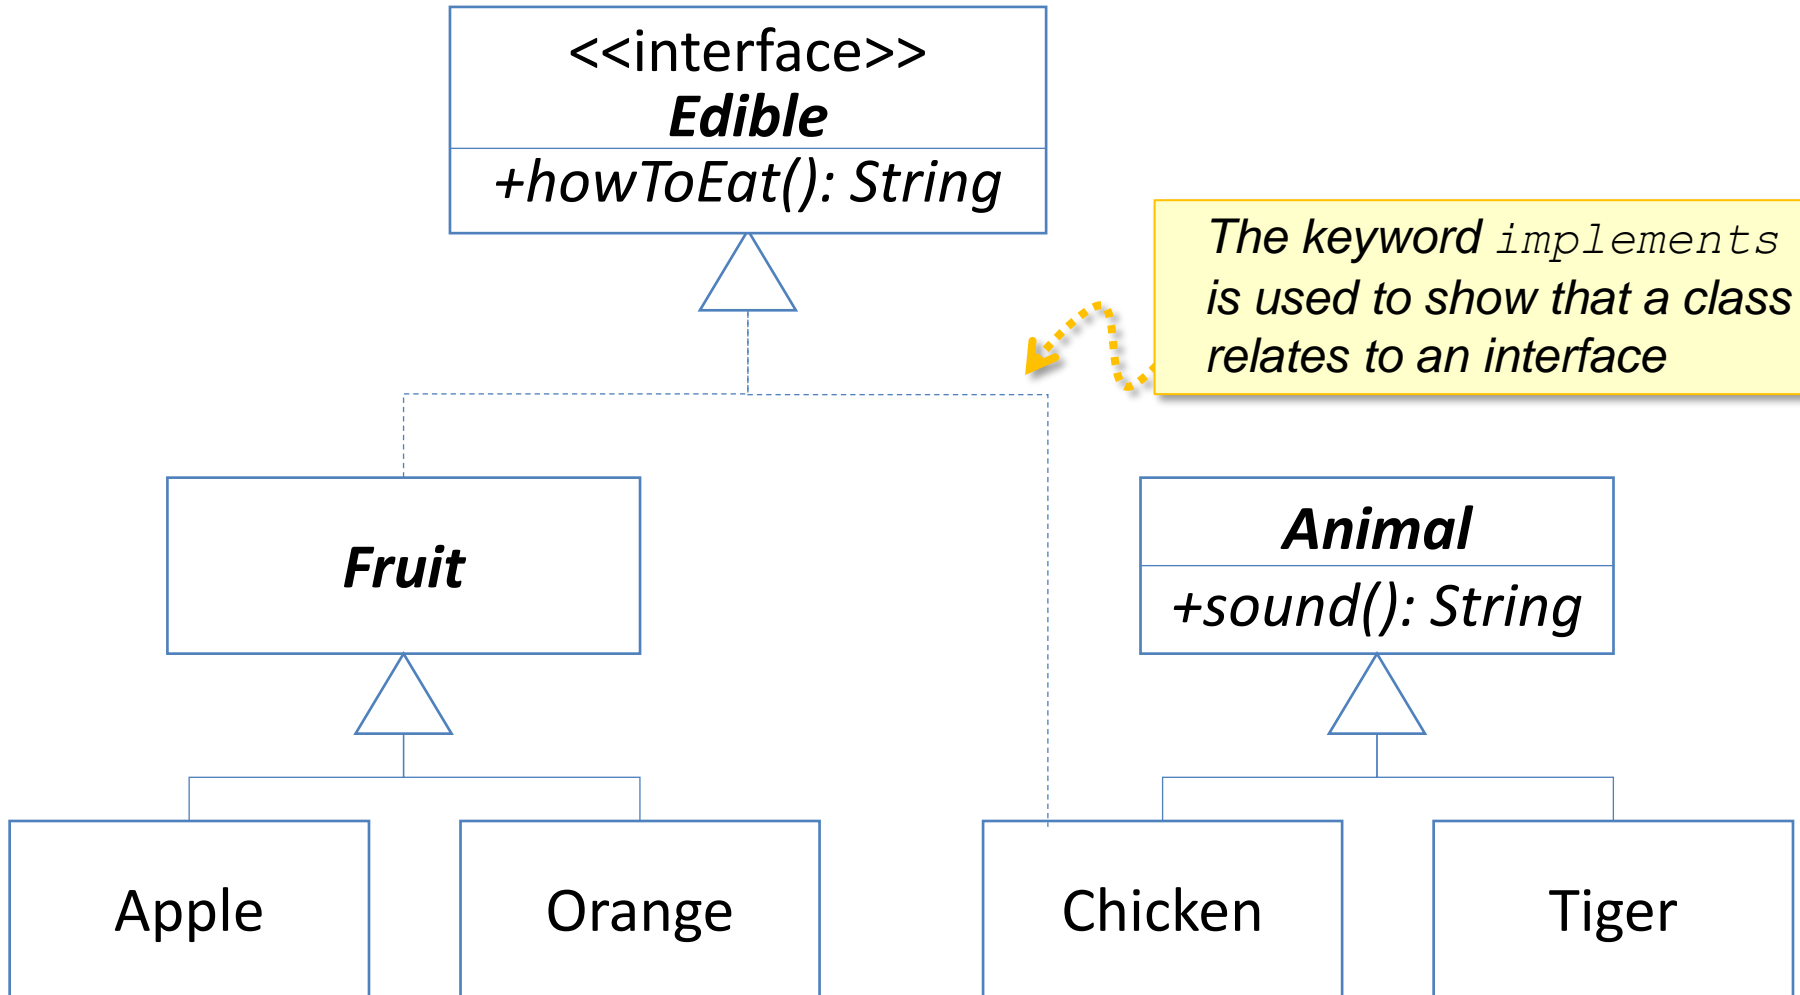 <<interface>>
Edible
+howToEat(): String
The keyword implements
is used to show that a class
relates to an interface
Fruit
Animal
+sound(): String
Apple
Orange
Chicken
Tiger